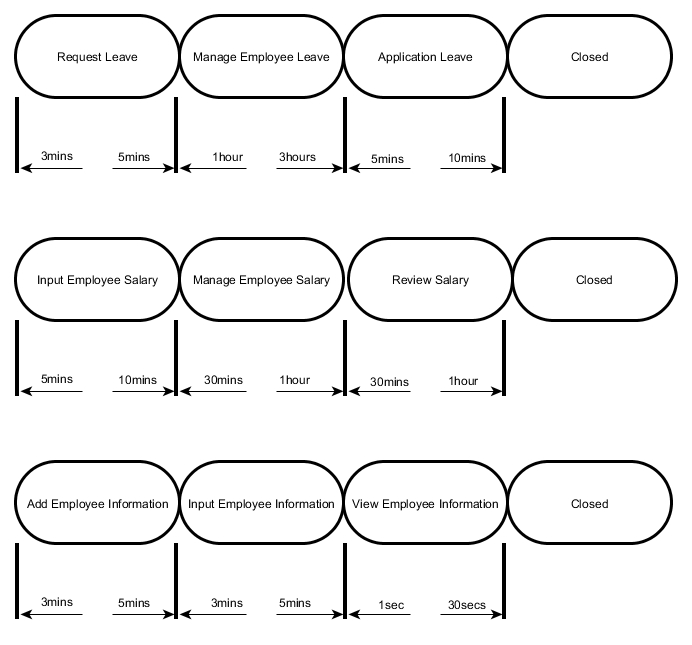 Request Leave
Manage Employee Leave
Application Leave
Closed
3mins
5mins
1hour
3hours
5mins
10mins
Input Employee Salary
Manage Employee Salary
Review Salary
Closed
5mins
10mins
30mins
1hour
30mins
1hour
Add Employee Information
Input Employee Information
View Employee Information
Closed
3mins
5mins
3mins
5mins
1sec
30secs